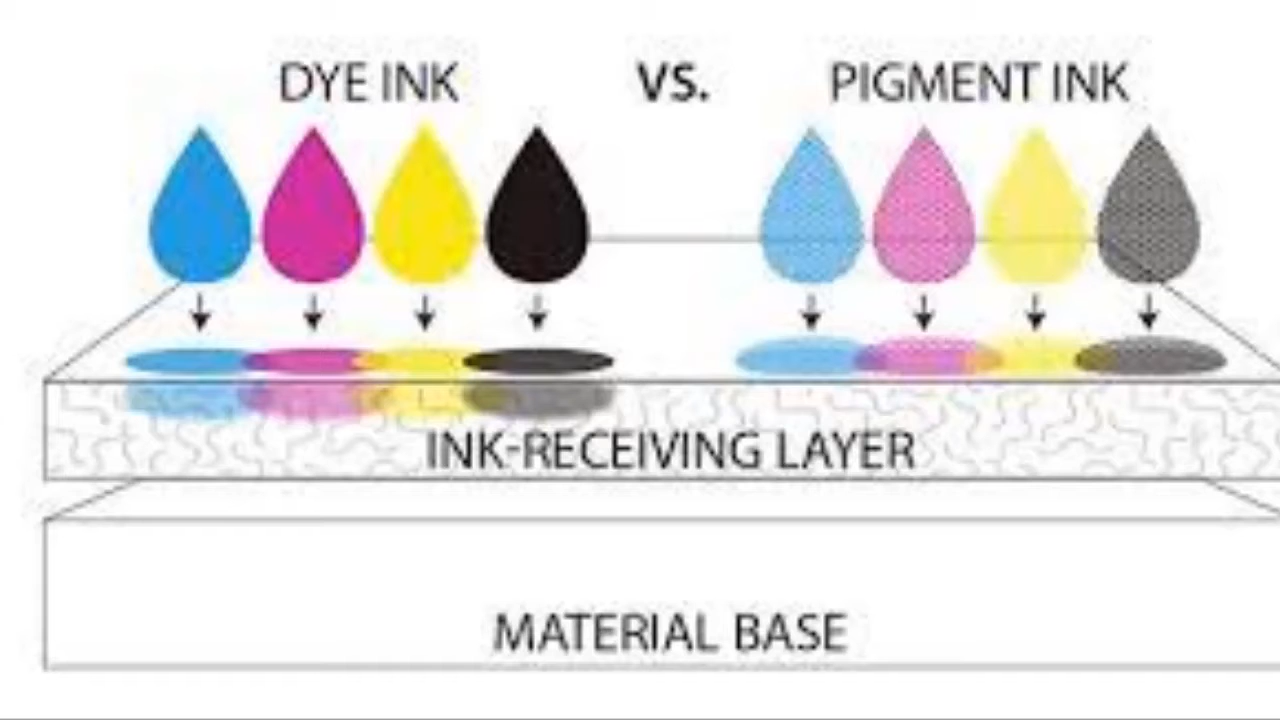 DYE INK VS. PIGMENT INK
INK-RECEIVING LAYER
MATERIAL BASE